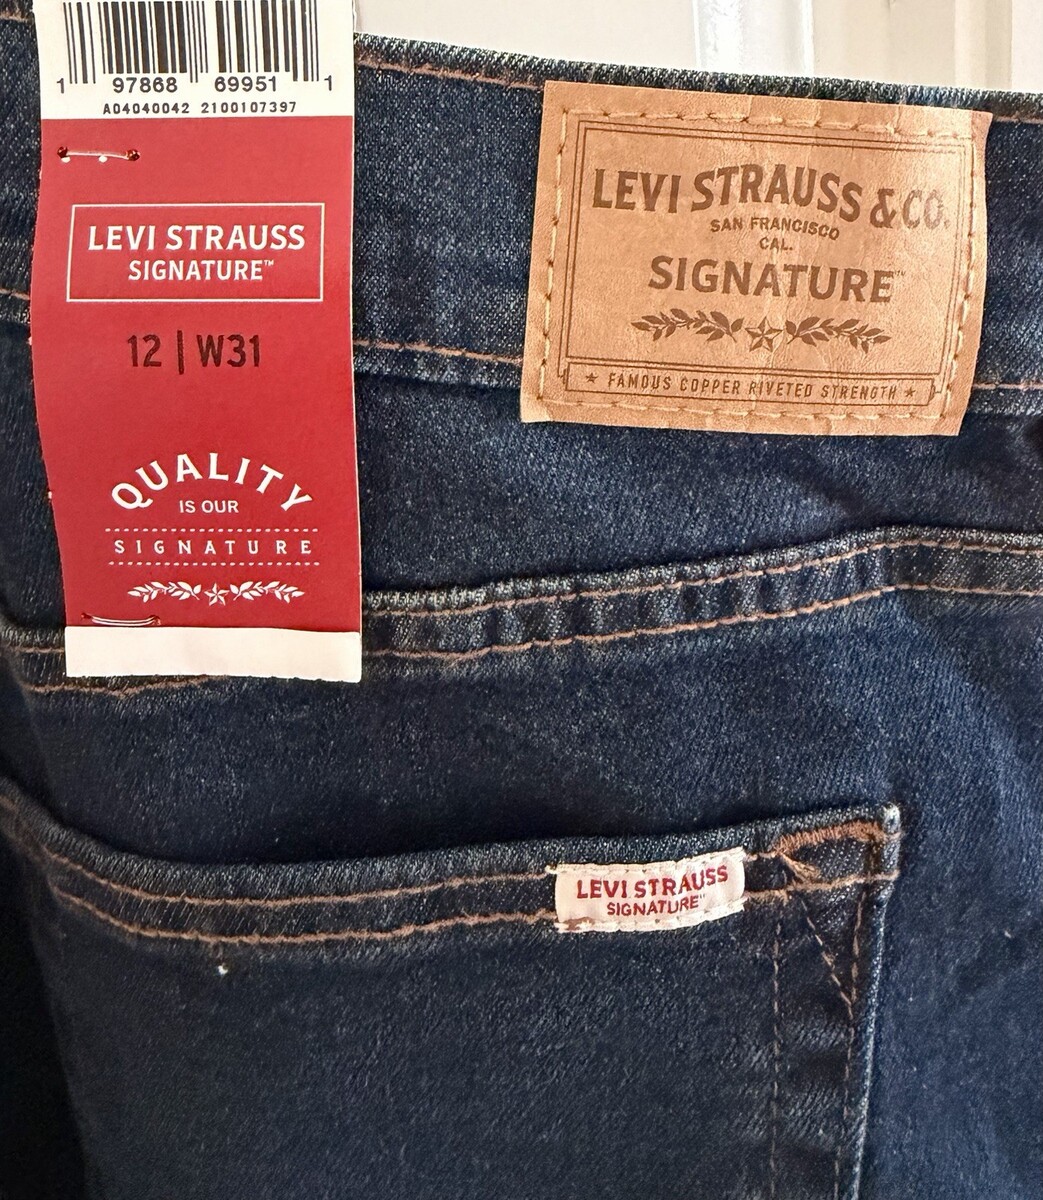 1 97868 69951 1
A04040042 2100107397
LEVI STRAUSS
SIGNATURE™
12 | W31
QUALITY
IS OUR
SIGNATURE
LEVI STRAUSS & CO.
SAN FRANCISCO
CAL.
SIGNATURE™
★ FAMOUS COPPER RIVETED STRENGTH ★
LEVI STRAUSS
SIGNATURE™